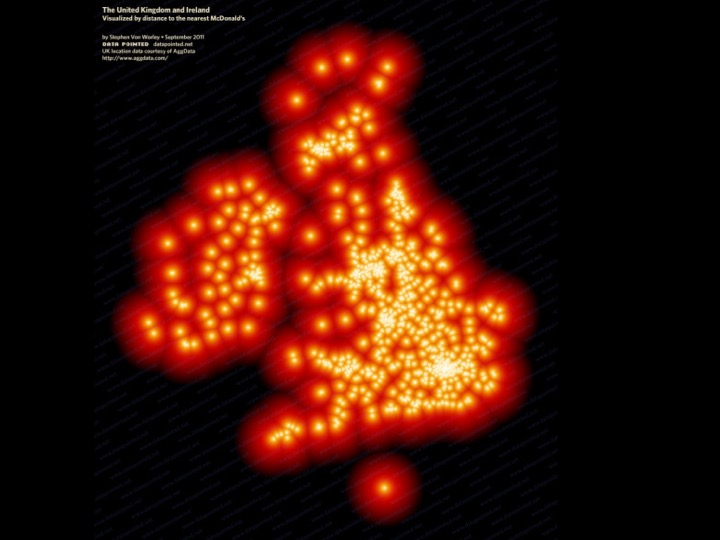 The United Kingdom and Ireland
Visualized by distance to the nearest McDonald's
by Stephen Von Worley • September 2011
DATA POINTED datapointed.net
UK location data courtesy of AggData
http://www.aggdata.com/